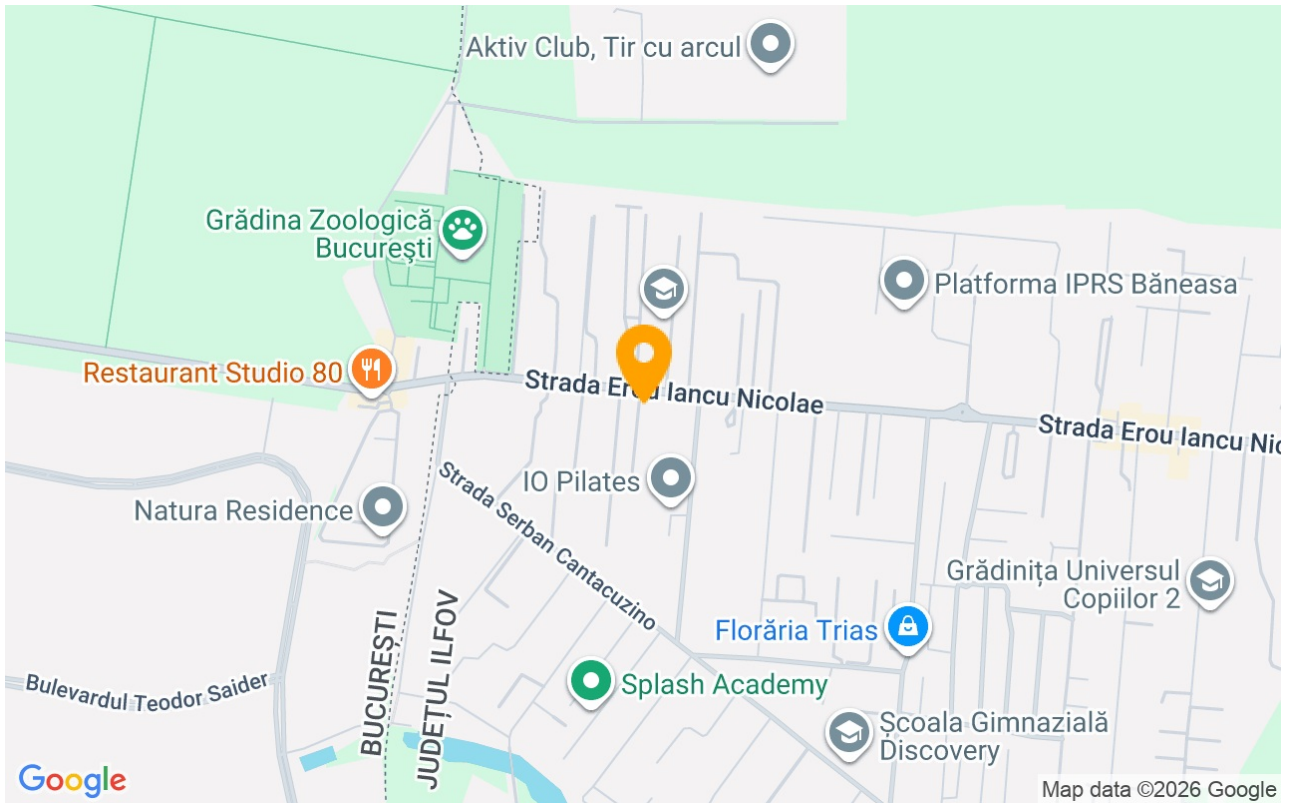 Aktiv Club, Tir cu arcul
Grădina Zoologică
București
Platforma IPRS Băneasa
Restaurant Studio 80
Strada Erou Iancu Nicolae
Strada Erou Iancu Nic
IO Pilates
Strada Serban Cantacuzino
Natura Residence
Grădinița Universul
Copiilor 2
Florăria Trias
BUCUREȘTI
JUDEȚUL ILFOV
Bulevardul Teodor Saider
Splash Academy
Școala Gimnazială
Discovery
Google
Map data ©2026 Google